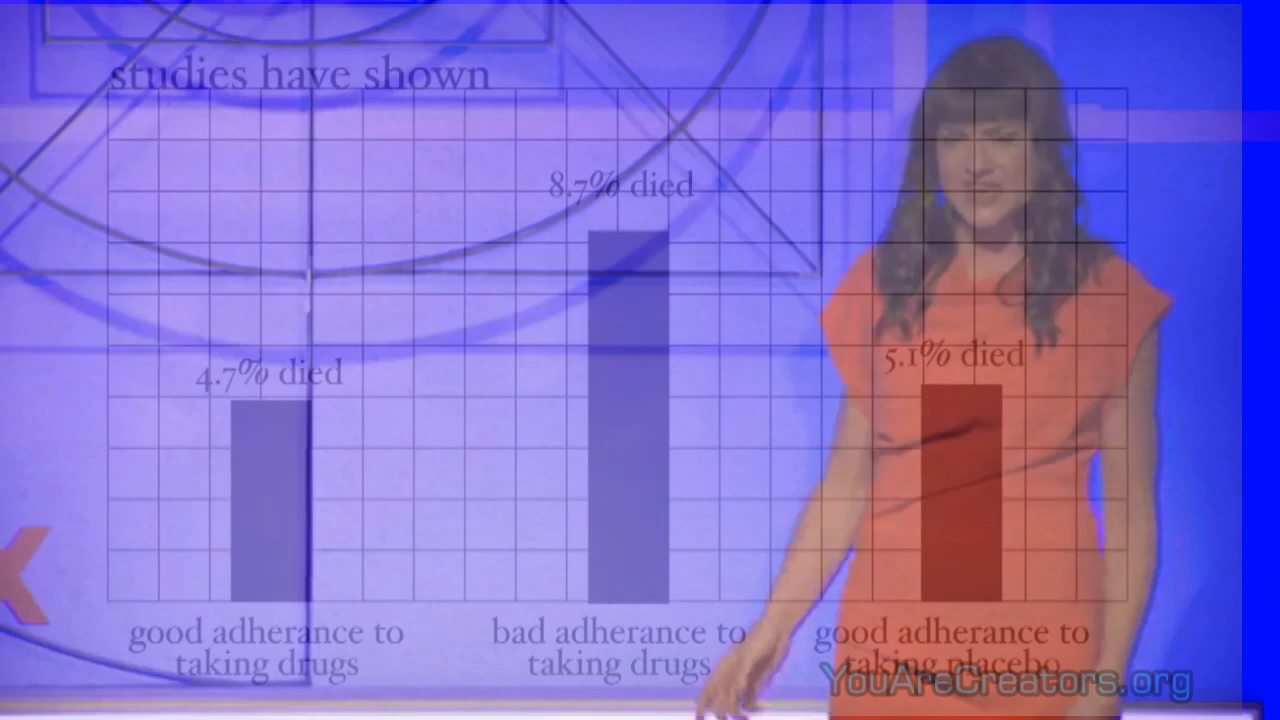 studies have shown
8.7% died
5.1% died
4.7% died
good adherance to
taking drugs
bad adherance to
taking drugs
good adherance to
taking placebo
YouAreCreators.org